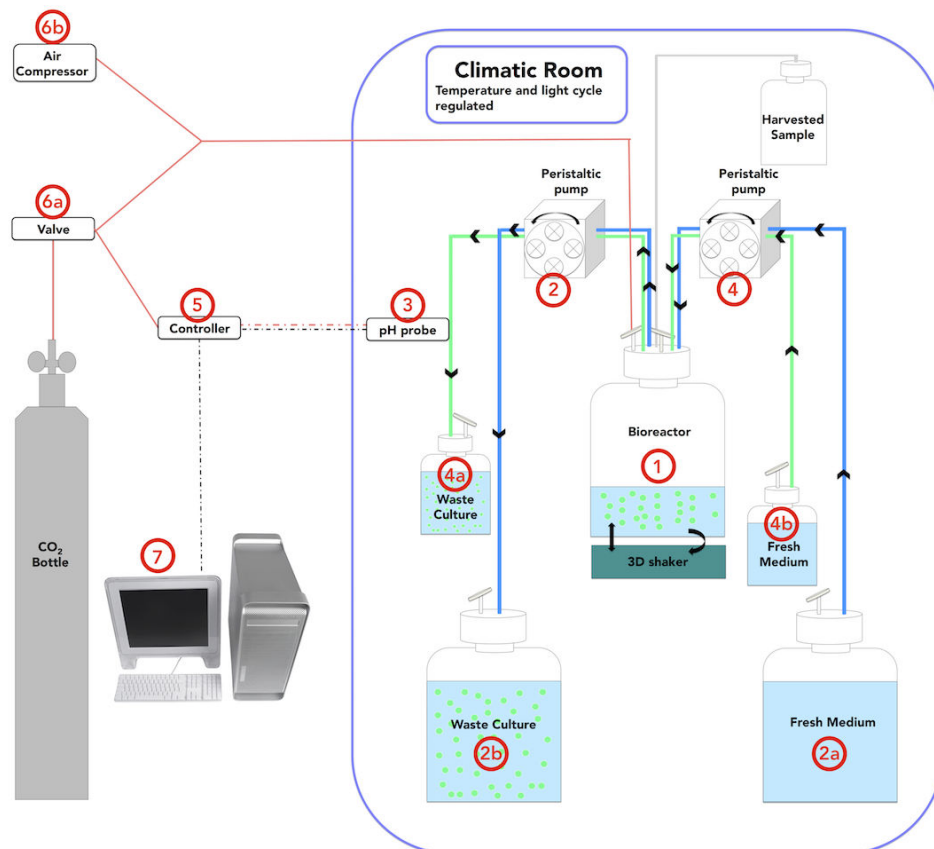 6b
Air
Compressor
Climatic Room
Temperature and light cycle
regulated
Harvested
Sample
Peristaltic
pump
Peristaltic
pump
6a
Valve
2
4
5
Controller
3
pH probe
Bioreactor
1
4a
Waste
Culture
4b
Fresh
Medium
3D shaker
CO₂
Bottle
7
Waste Culture
2b
Fresh Medium
2a